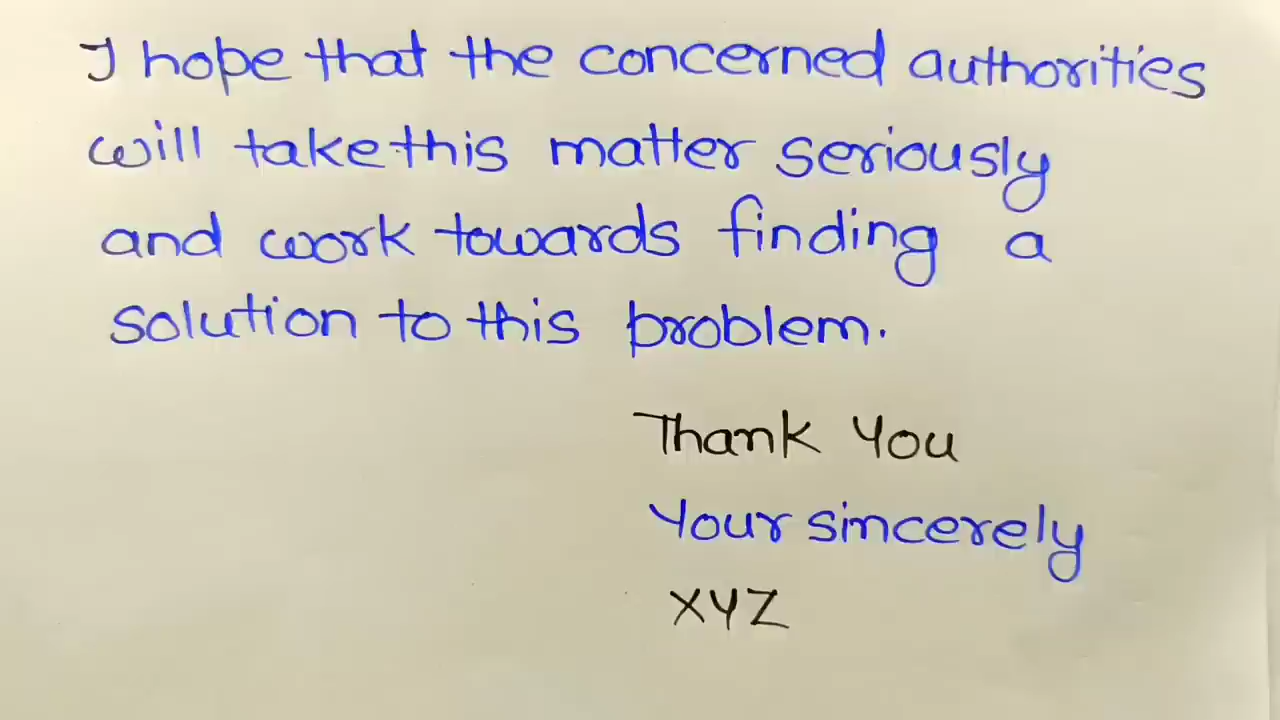 I hope that the concerned authorities
will take this matter seriously
and work towards finding a
solution to this problem.
Thank You
Your sincerely
XYZ